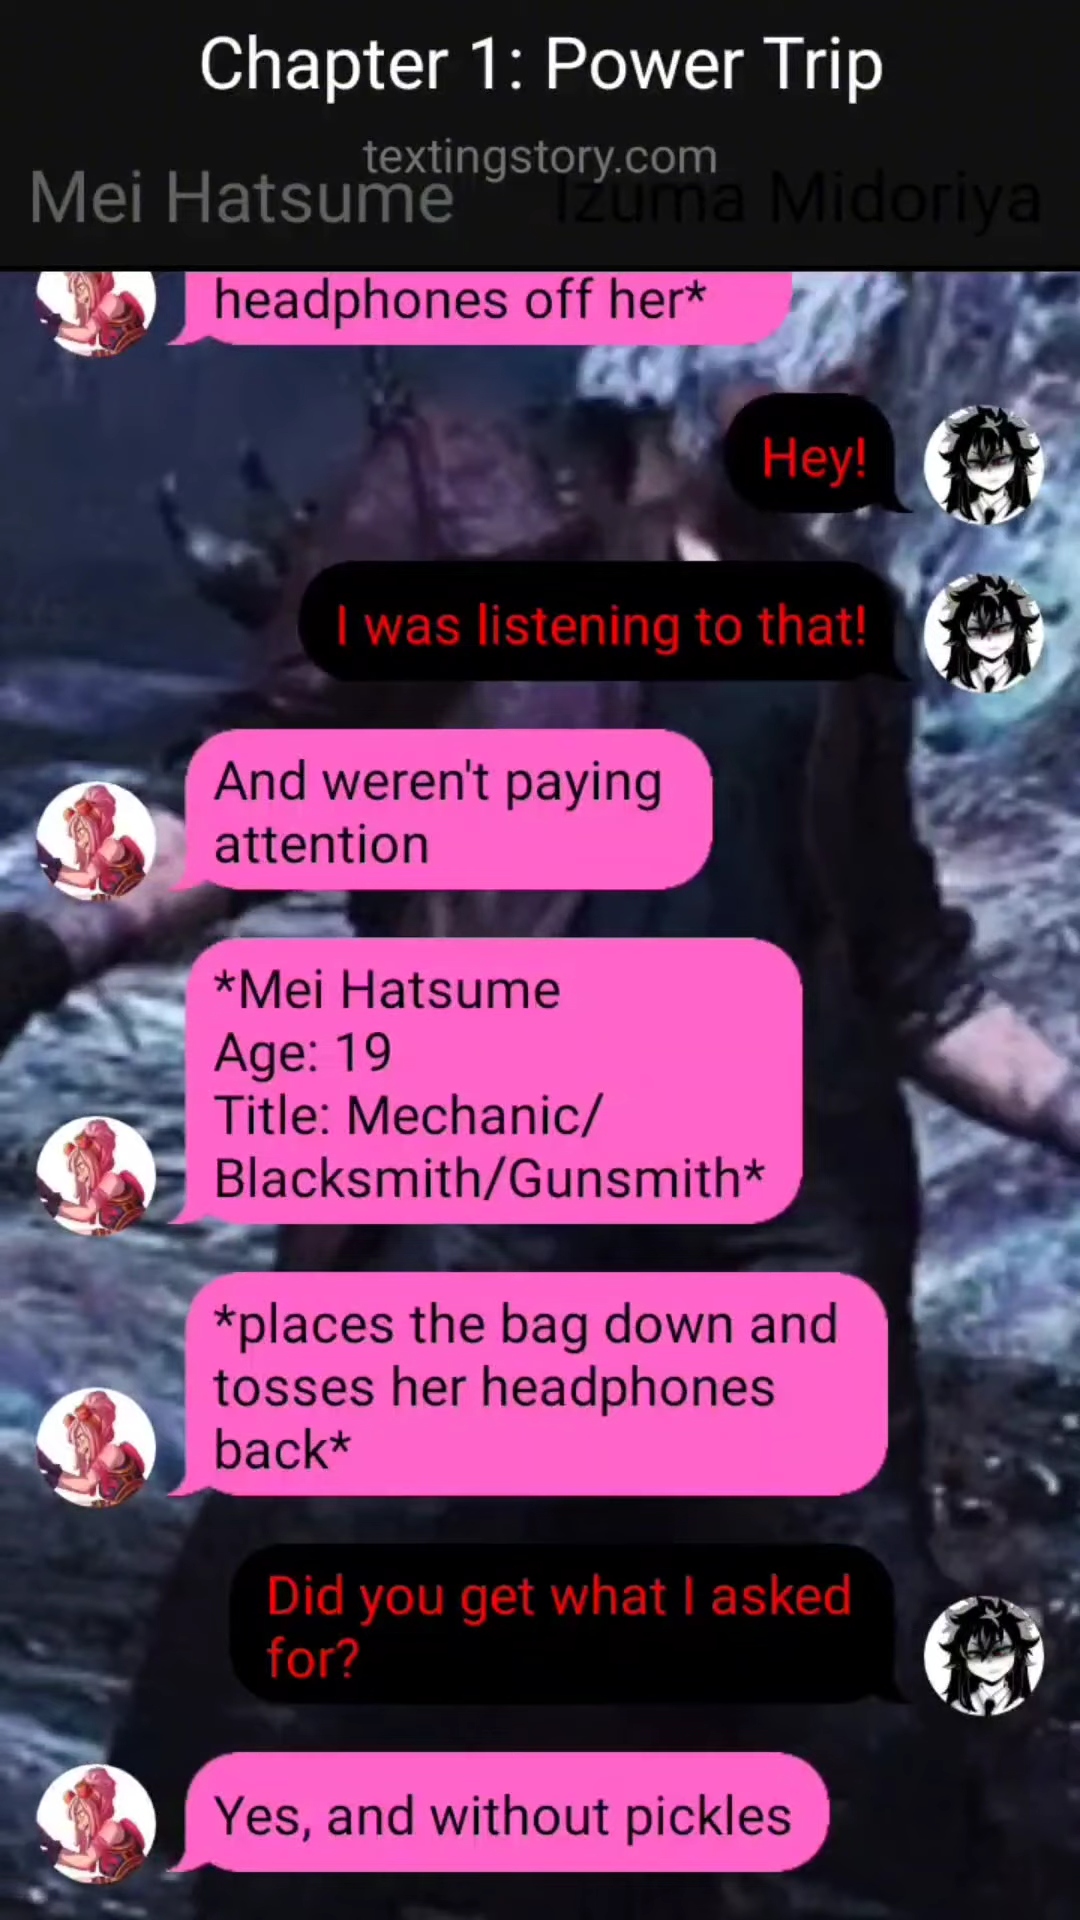 Chapter 1: Power Trip
textingstory.com
Mei Hatsume Izuma Midoriya
headphones off her*
Hey!
I was listening to that!
And weren't paying
attention
*Mei Hatsume
Age: 19
Title: Mechanic/
Blacksmith/Gunsmith*
*places the bag down and
tosses her headphones
back*
Did you get what I asked
for?
Yes, and without pickles